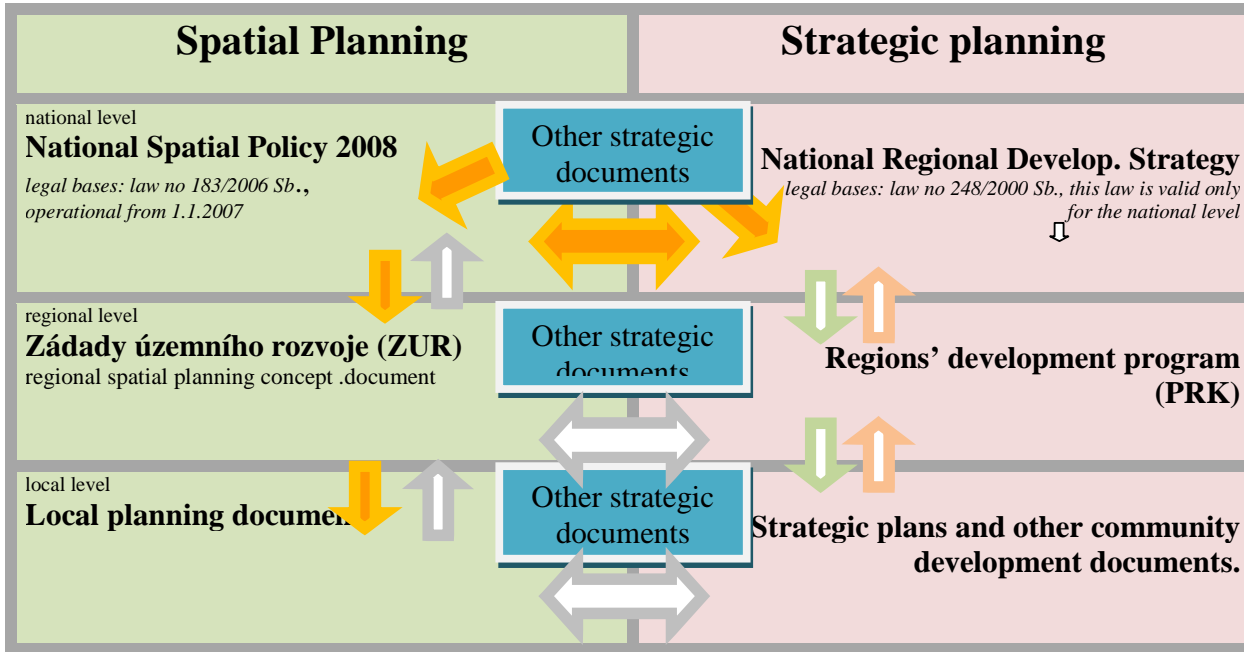 Spatial Planning
Strategic planning
national level
National Spatial Policy 2008
legal bases: law no 183/2006 Sb.,
operational from 1.1.2007
Other strategic
documents
National Regional Develop. Strategy
legal bases: law no 248/2000 Sb., this law is valid only
for the national level
regional level
Zádady územního rozvoje (ZUR)
regional spatial planning concept .document
Other strategic
documents
Regions’ development program
(PRK)
local level
Local planning documen
Other strategic
documents
Strategic plans and other community
development documents.